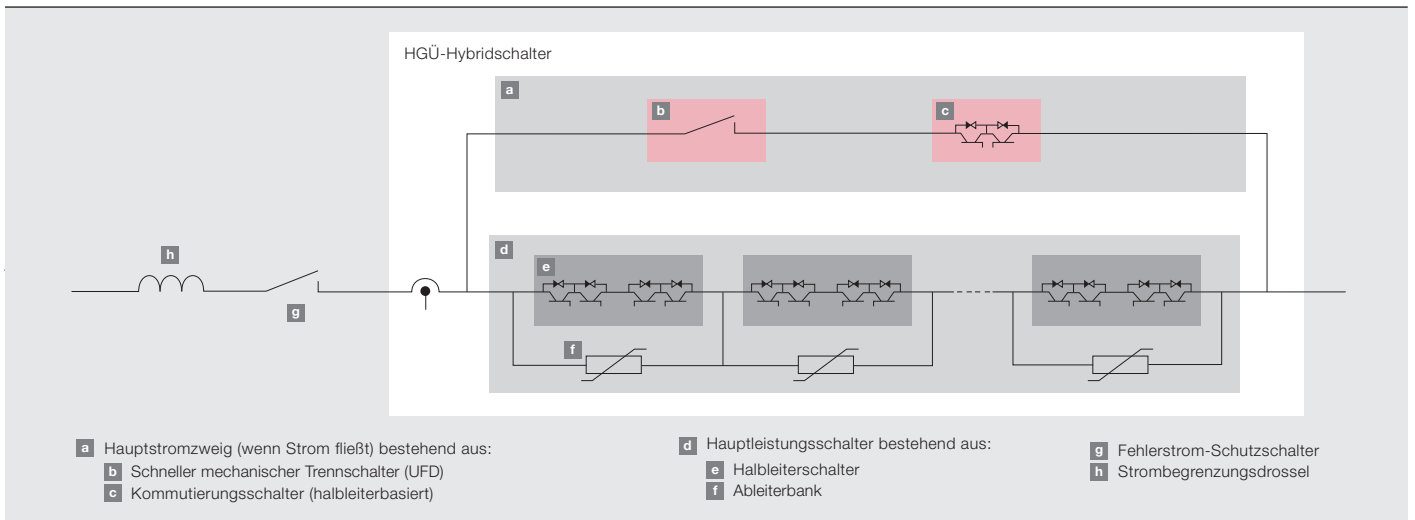 HGÜ-Hybridschalter
a
b
c
h
d
e
g
f
a Hauptstromzweig (wenn Strom fließt) bestehend aus:
b Schneller mechanischer Trennschalter (UFD)
c Kommutierungsschalter (halbleiterbasiert)
d Hauptleistungsschalter bestehend aus:
e Halbleiterschalter
f Ableiterbank
g Fehlerstrom-Schutzschalter
h Strombegrenzungsdrossel